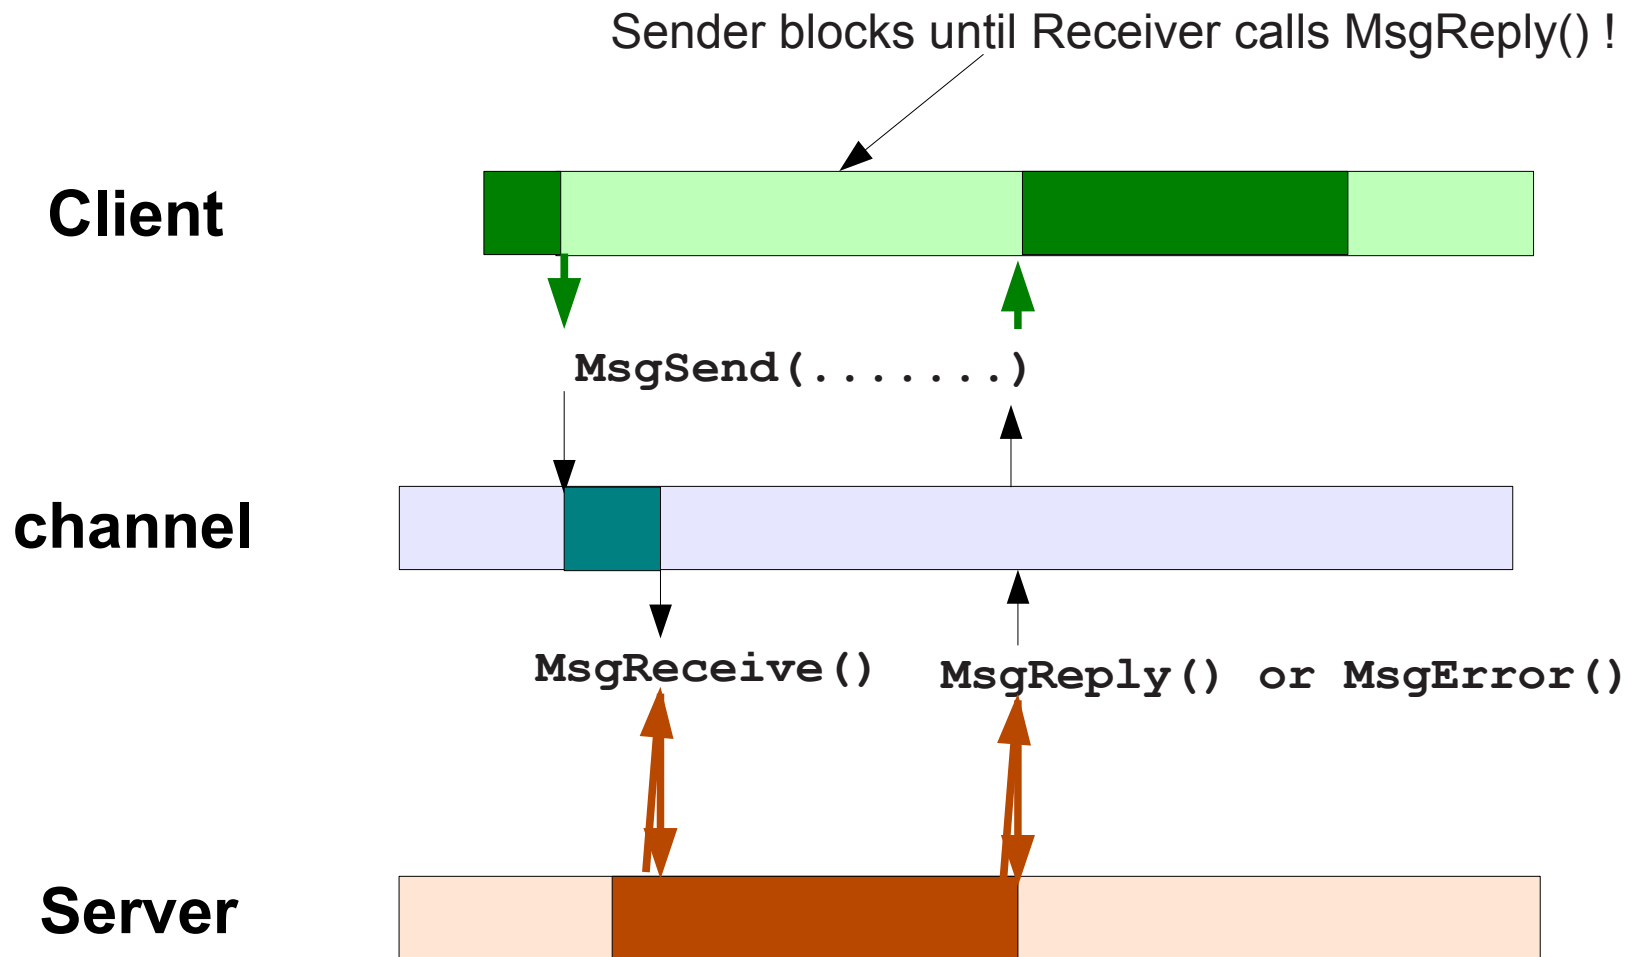 Sender blocks until Receiver calls MsgReply() !
Client
MsgSend(.......)
channel
MsgReceive()
MsgReply() or MsgError()
Server